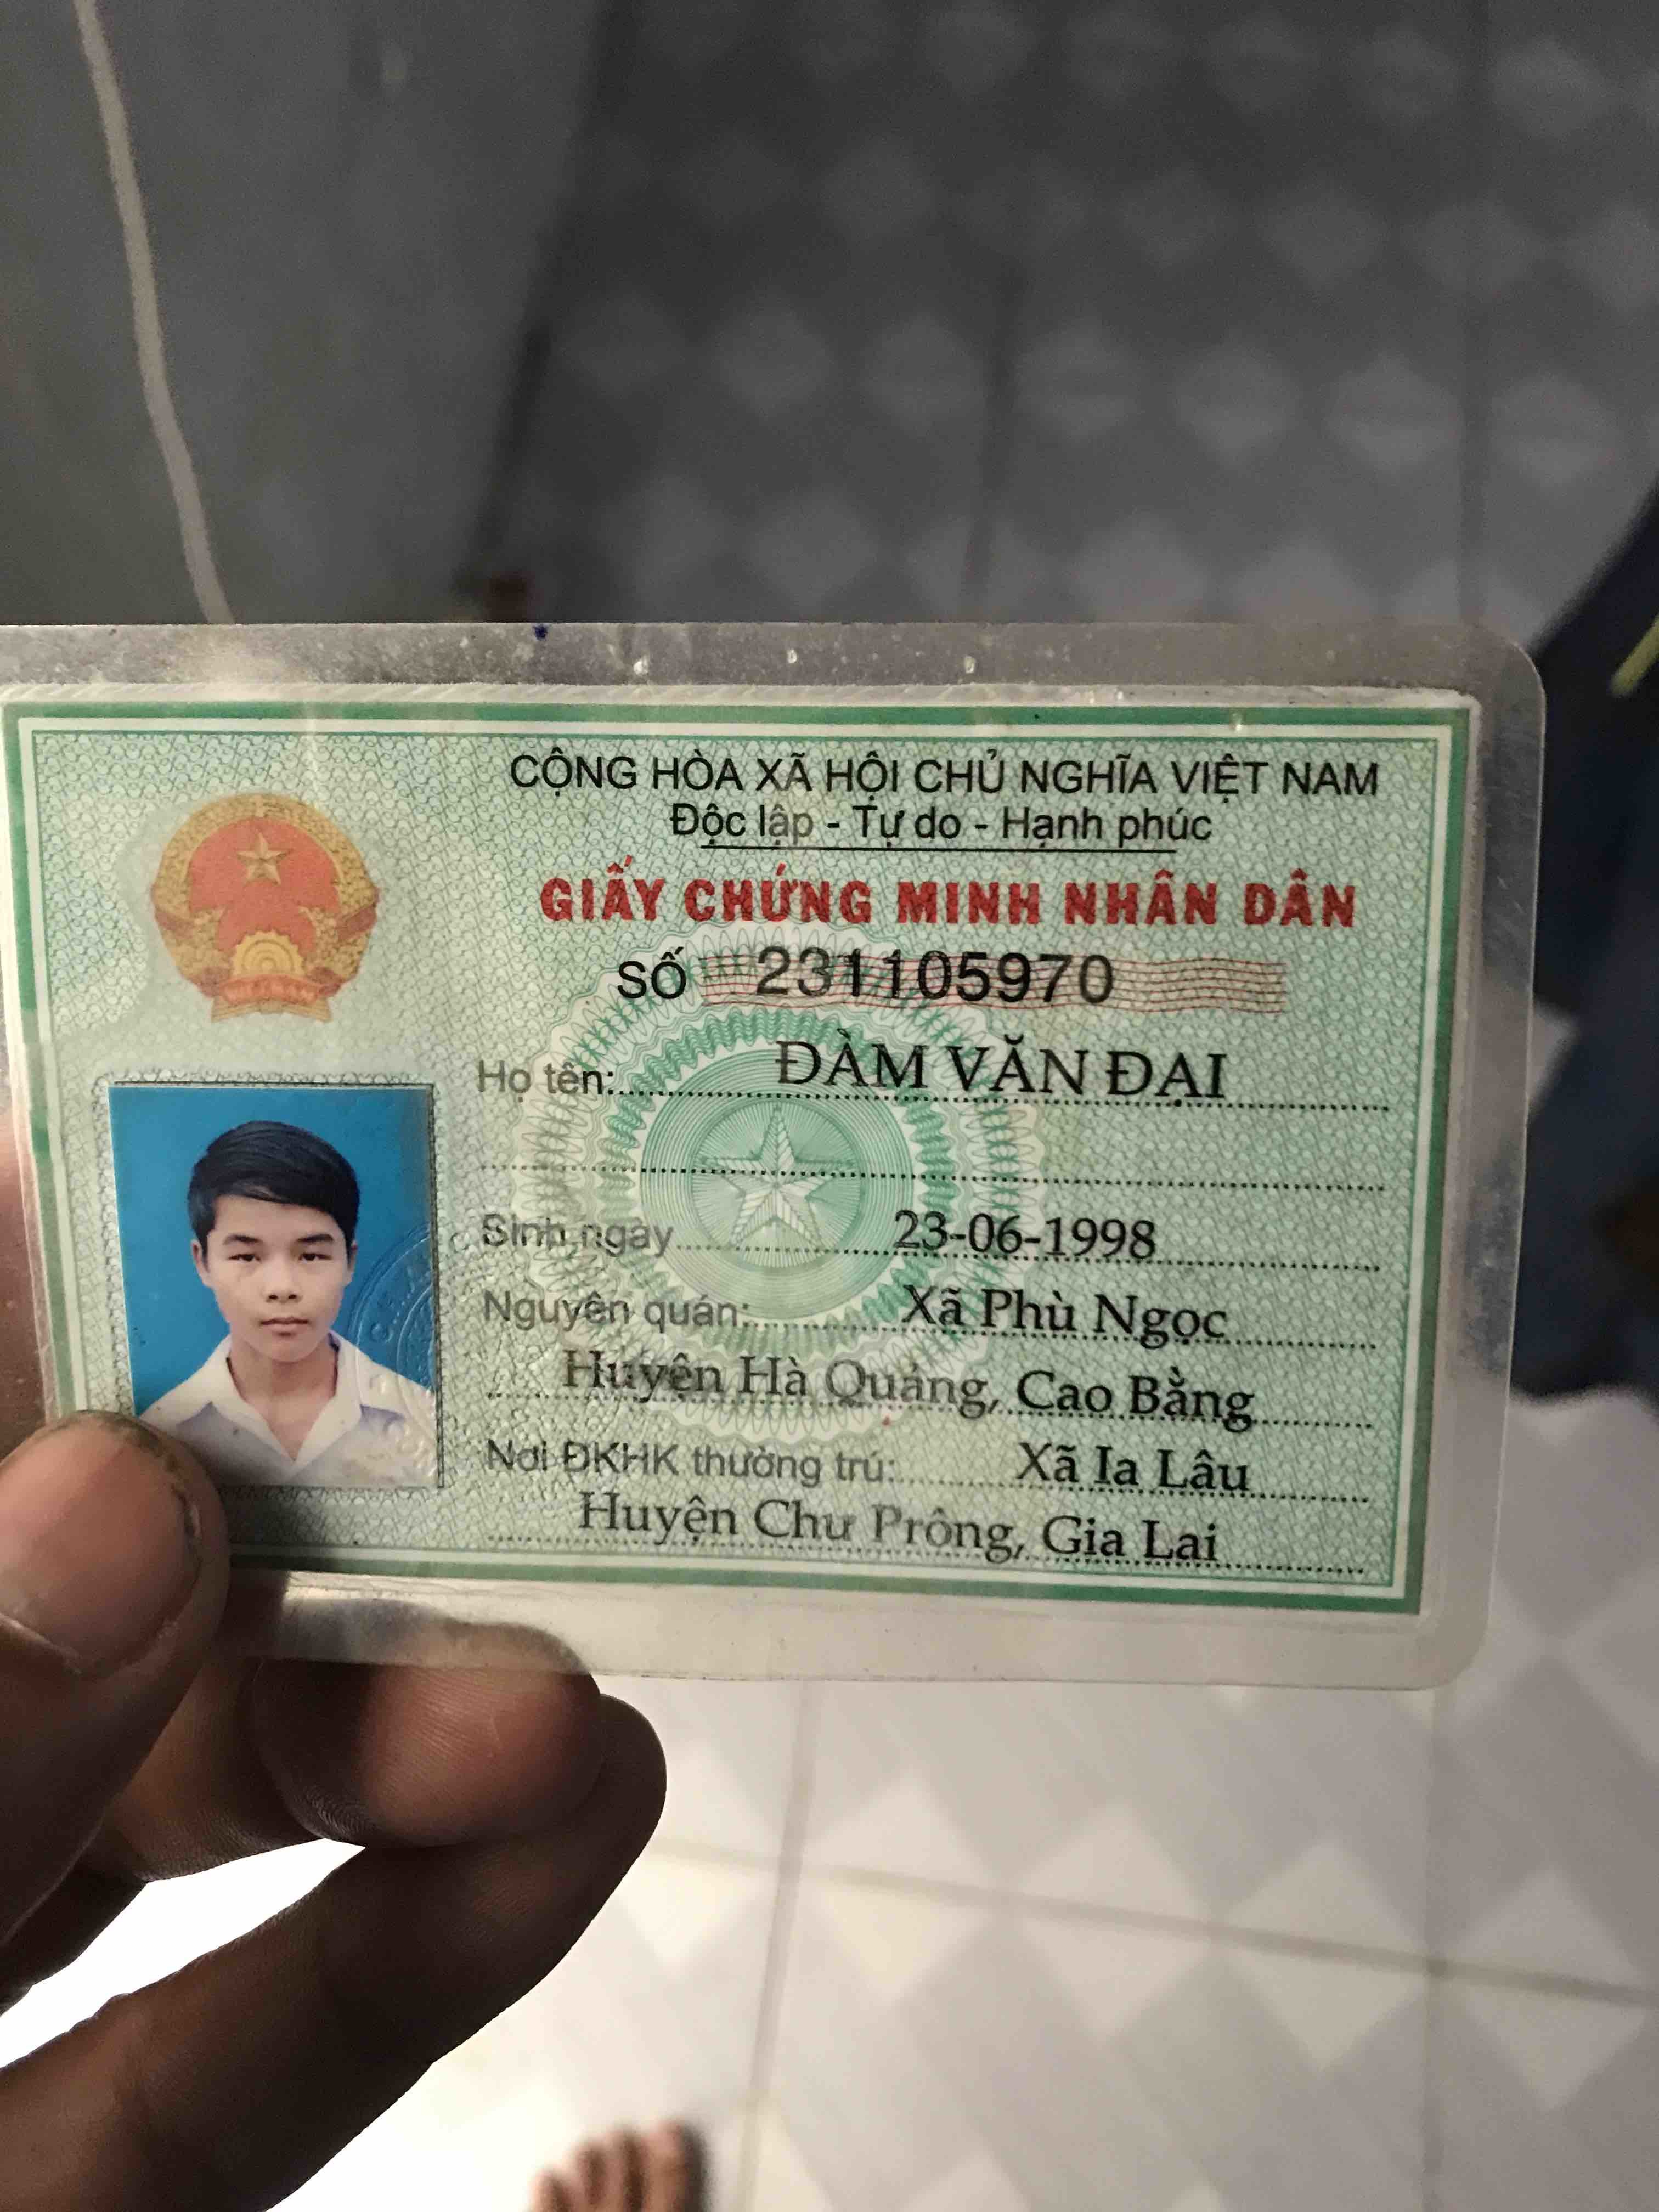 CỘNG HÒA XÃ HỘI CHỦ NGHĨA VIỆT NAM
Độc lập - Tự do - Hạnh phúc
GIẤY CHỨNG MINH NHÂN DÂN
SỐ 231105970
Họ tên: ĐÀM VĂN ĐẠI
Sinh ngày 23-06-1998
Nguyên quán: Xã Phù Ngọc
Huyện Hà Quảng, Cao Bằng
Nơi ĐKHK thường trú: Xã Ia Lâu
Huyện Chư Prông, Gia Lai